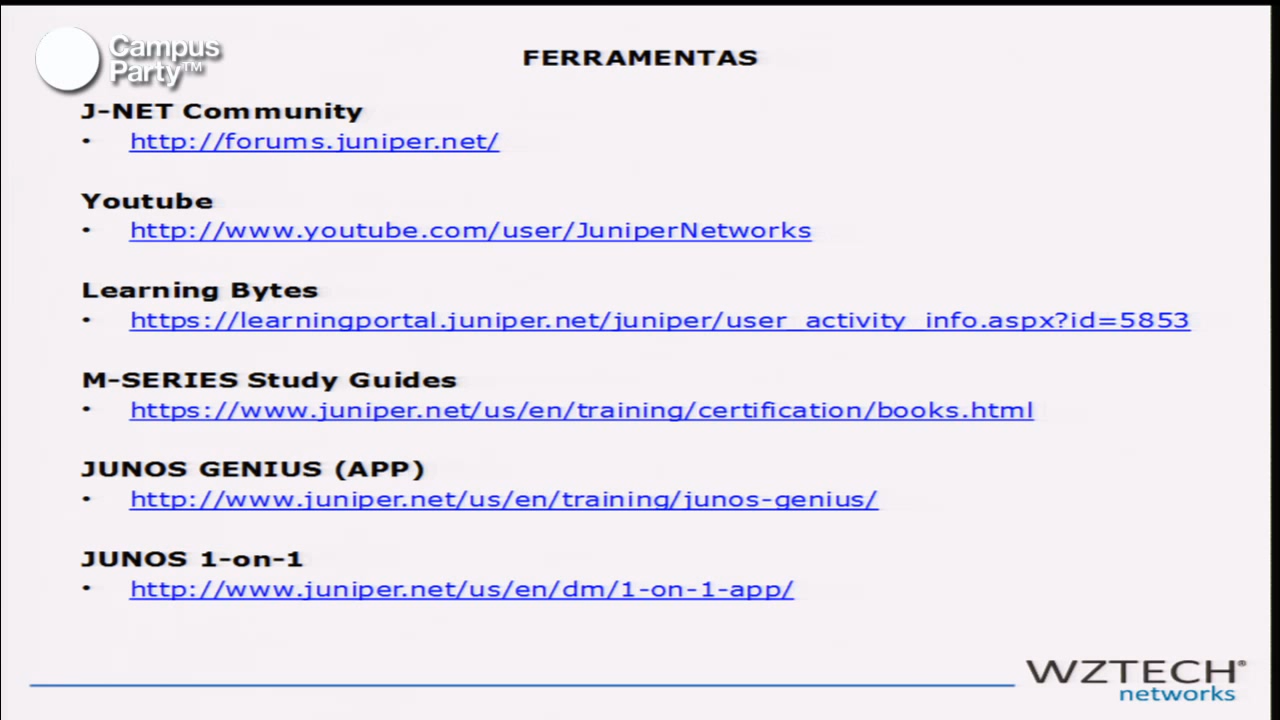 Campus
Party™
FERRAMENTAS
J-NET Community
• http://forums.juniper.net/
Youtube
• http://www.youtube.com/user/JuniperNetworks
Learning Bytes
• https://learningportal.juniper.net/juniper/user_activity_info.aspx?id=5853
M-SERIES Study Guides
• https://www.juniper.net/us/en/training/certification/books.html
JUNOS GENIUS (APP)
• http://www.juniper.net/us/en/training/junos-genius/
JUNOS 1-on-1
• http://www.juniper.net/us/en/dm/1-on-1-app/
WZTECH®
networks